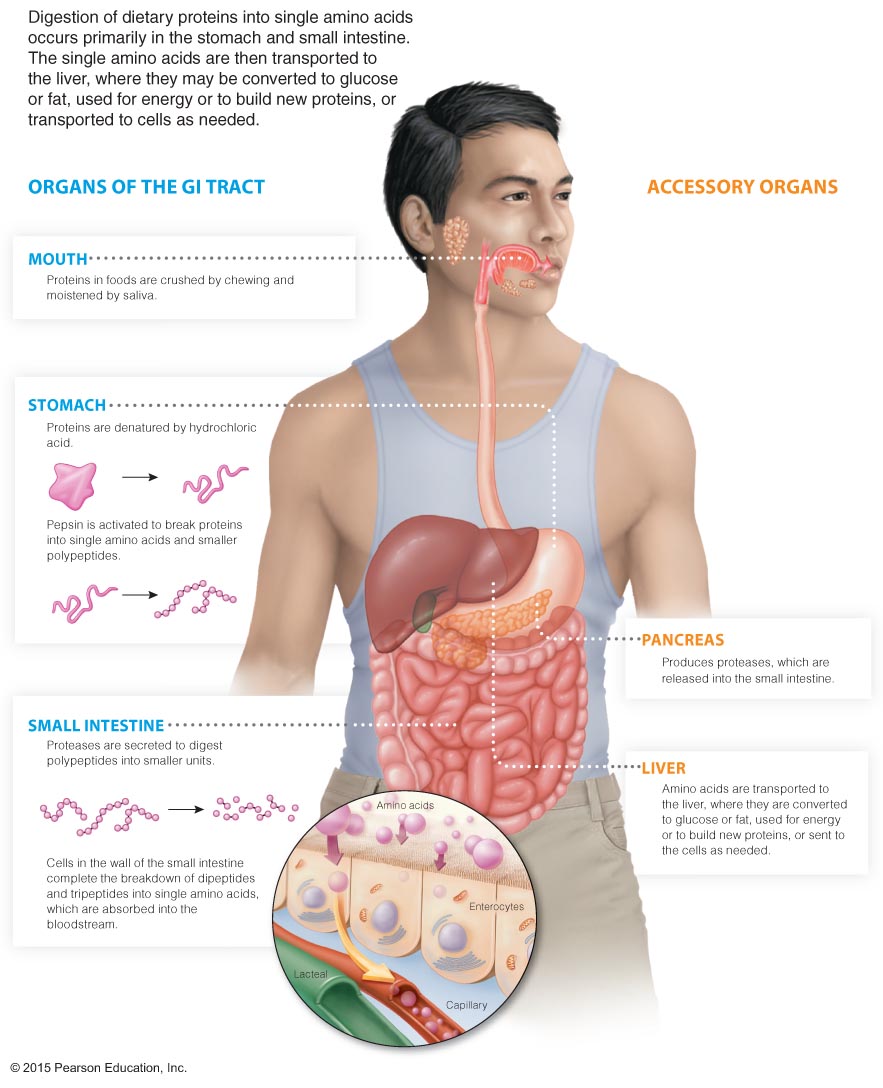 Digestion of dietary proteins into single amino acids
occurs primarily in the stomach and small intestine.
The single amino acids are then transported to
the liver, where they may be converted to glucose
or fat, used for energy or to build new proteins, or
transported to cells as needed.
ORGANS OF THE GI TRACT
ACCESSORY ORGANS
MOUTH
Proteins in foods are crushed by chewing and
moistened by saliva.
STOMACH
Proteins are denatured by hydrochloric
acid.
Pepsin is activated to break proteins
into single amino acids and smaller
polypeptides.
PANCREAS
Produces proteases, which are
released into the small intestine.
SMALL INTESTINE
Proteases are secreted to digest
polypeptides into smaller units.
Cells in the wall of the small intestine
complete the breakdown of dipeptides
and tripeptides into single amino acids,
which are absorbed into the
bloodstream.
LIVER
Amino acids are transported to
the liver, where they are converted
to glucose or fat, used for energy
or to build new proteins, or sent to
the cells as needed.
Amino acids
Enterocytes
Lacteal
Capillary
© 2015 Pearson Education, Inc.